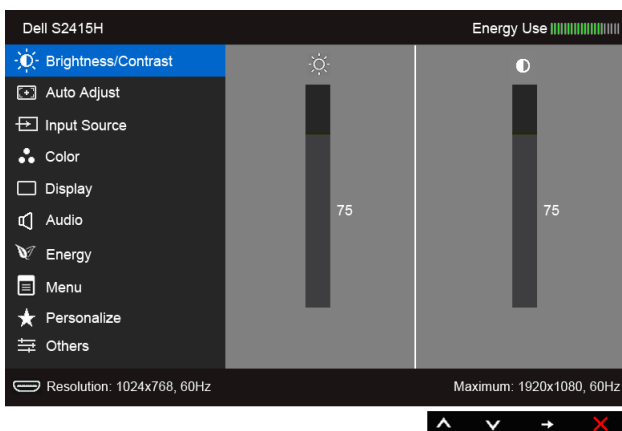 Dell S2415H
Energy Use
Brightness/Contrast
Auto Adjust
Input Source
Color
Display
Audio
Energy
Menu
Personalize
Others
75
75
Resolution: 1024x768, 60Hz
Maximum: 1920x1080, 60Hz